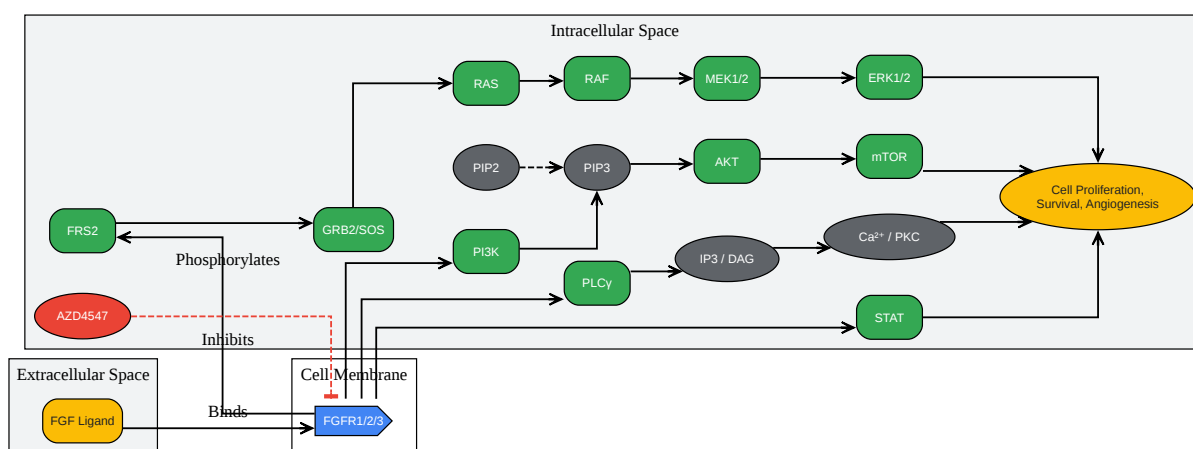 Intracellular Space
RAS
RAF
MEK1/2
ERK1/2
PIP2
PIP3
AKT
mTOR
Cell Proliferation,
Survival, Angiogenesis
FRS2
GRB2/SOS
PI3K
IP3 / DAG
Ca²⁺ / PKC
Phosphorylates
PLCγ
AZD4547
STAT
Inhibits
Extracellular Space
Cell Membrane
Binds
FGF Ligand
FGFR1/2/3